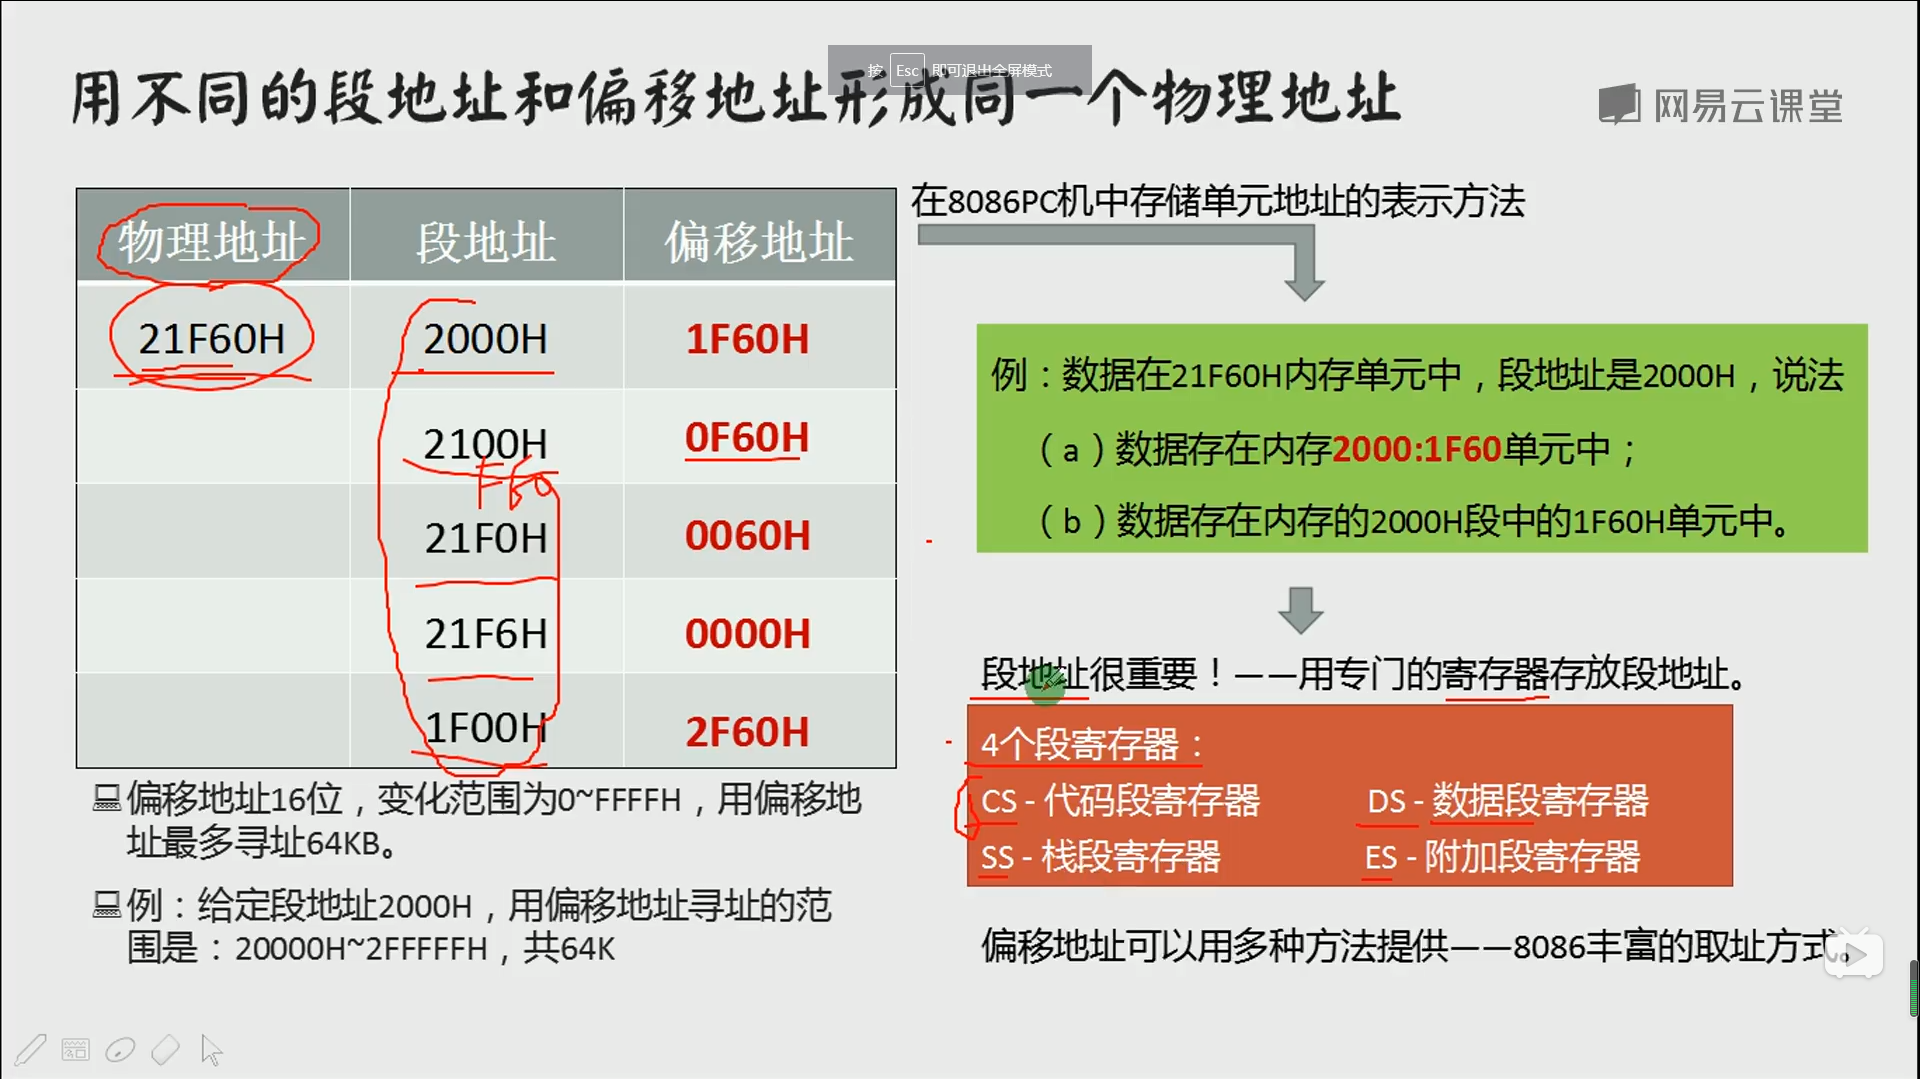 按 Esc 即可退出全屏模式
用不同的段地址和偏移地址形成同一个物理地址
网易云课堂
物理地址 段地址 偏移地址
21F60H 2000H 1F60H
2100H 0F60H
F60
21F0H 0060H
21F6H 0000H
1F00H 2F60H
偏移地址16位，变化范围为0~FFFFH，用偏移地
址最多寻址64KB。
例：给定段地址2000H，用偏移地址寻址的范
围是：20000H~2FFFFFH，共64K
在8086PC机中存储单元地址的表示方法
例：数据在21F60H内存单元中，段地址是2000H，说法
（a）数据存在内存2000:1F60单元中；
（b）数据存在内存的2000H段中的1F60H单元中。
段地址很重要！——用专门的寄存器存放段地址。
4个段寄存器：
CS - 代码段寄存器 DS - 数据段寄存器
SS - 栈段寄存器 ES - 附加段寄存器
偏移地址可以用多种方法提供——8086丰富的取址方式。